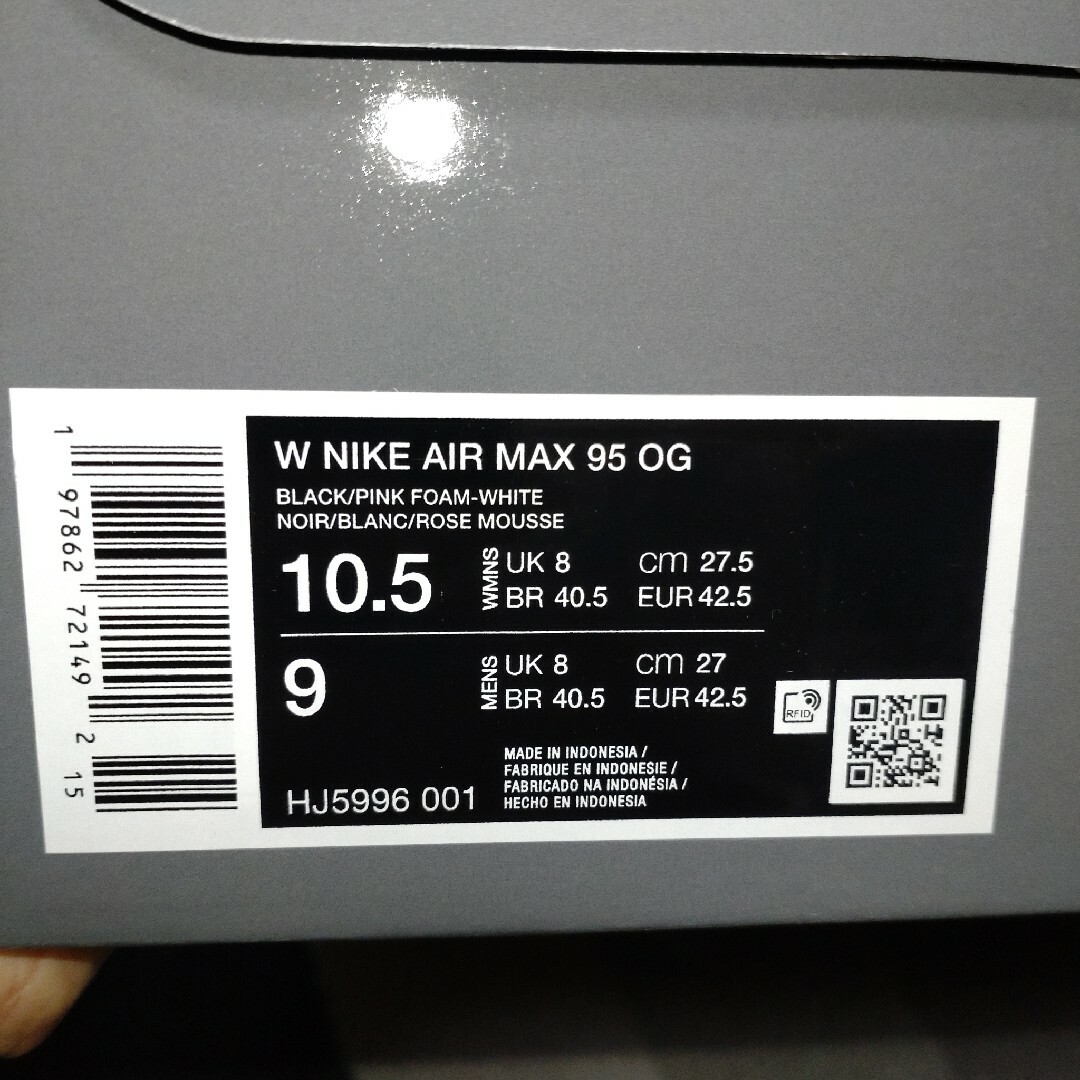 W NIKE AIR MAX 95 OG
BLACK/PINK FOAM-WHITE
NOIR/BLANC/ROSE MOUSSE
10.5 WMNS UK 8 cm 27.5
BR 40.5 EUR 42.5
9 MENS UK 8 cm 27
BR 40.5 EUR 42.5
RFID
MADE IN INDONESIA /
FABRIQUE EN INDONESIE /
FABRICADO NA INDONÉSIA /
HECHO EN INDONESIA
HJ5996 001
1 97862 72149 2 15